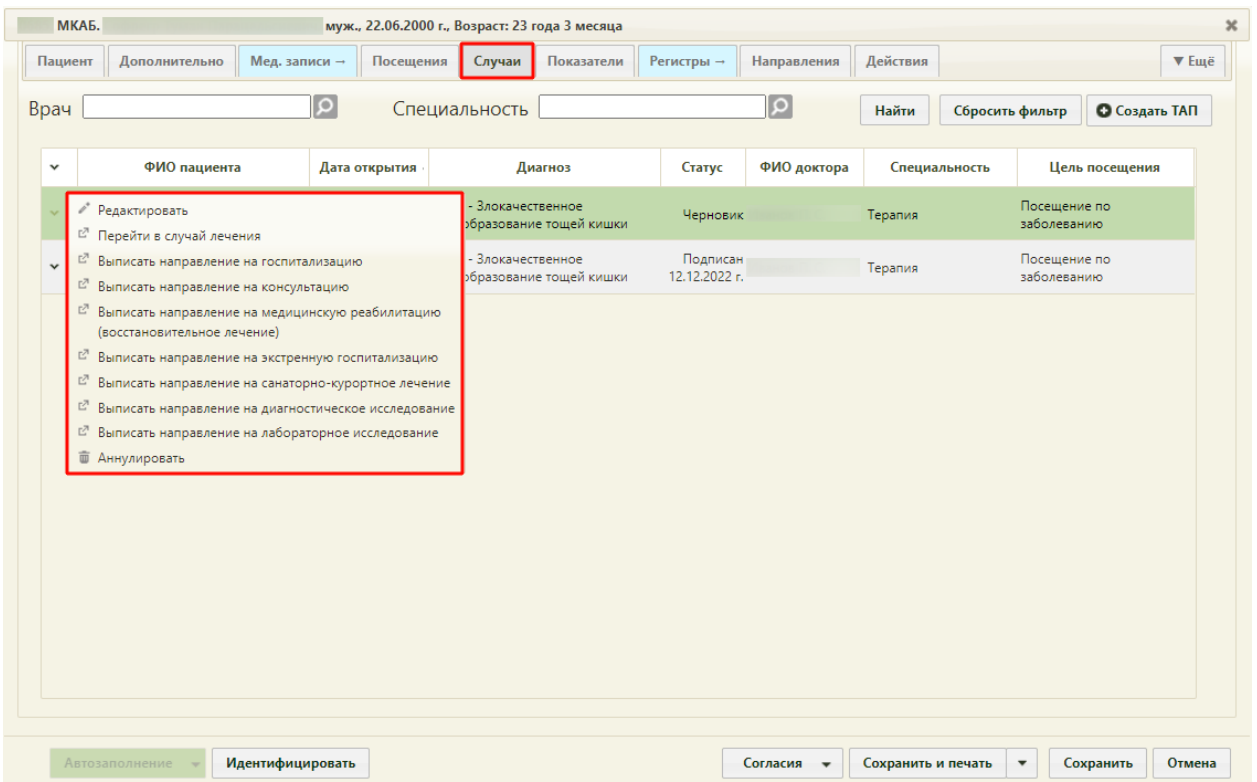 МКАБ. муж., 22.06.2000 г., Возраст: 23 года 3 месяца
Пациент Дополнительно Мед. записи → Посещения Случаи Показатели Регистры → Направления Действия ▼ Ещё
Врач Специальность Найти Сбросить фильтр Создать ТАП
ФИО пациента Дата открытия Диагноз Статус ФИО доктора Специальность Цель посещения
- Злокачественное образование тощей кишки Черновик Терапия Посещение по заболеванию
- Злокачественное образование тощей кишки Подписан 12.12.2022 г. Терапия Посещение по заболеванию
Редактировать
Перейти в случай лечения
Выписать направление на госпитализацию
Выписать направление на консультацию
Выписать направление на медицинскую реабилитацию
(восстановительное лечение)
Выписать направление на экстренную госпитализацию
Выписать направление на санаторно-курортное лечение
Выписать направление на диагностическое исследование
Выписать направление на лабораторное исследование
Аннулировать
Автозаполнение Идентифицировать Согласия Сохранить и печать Сохранить Отмена